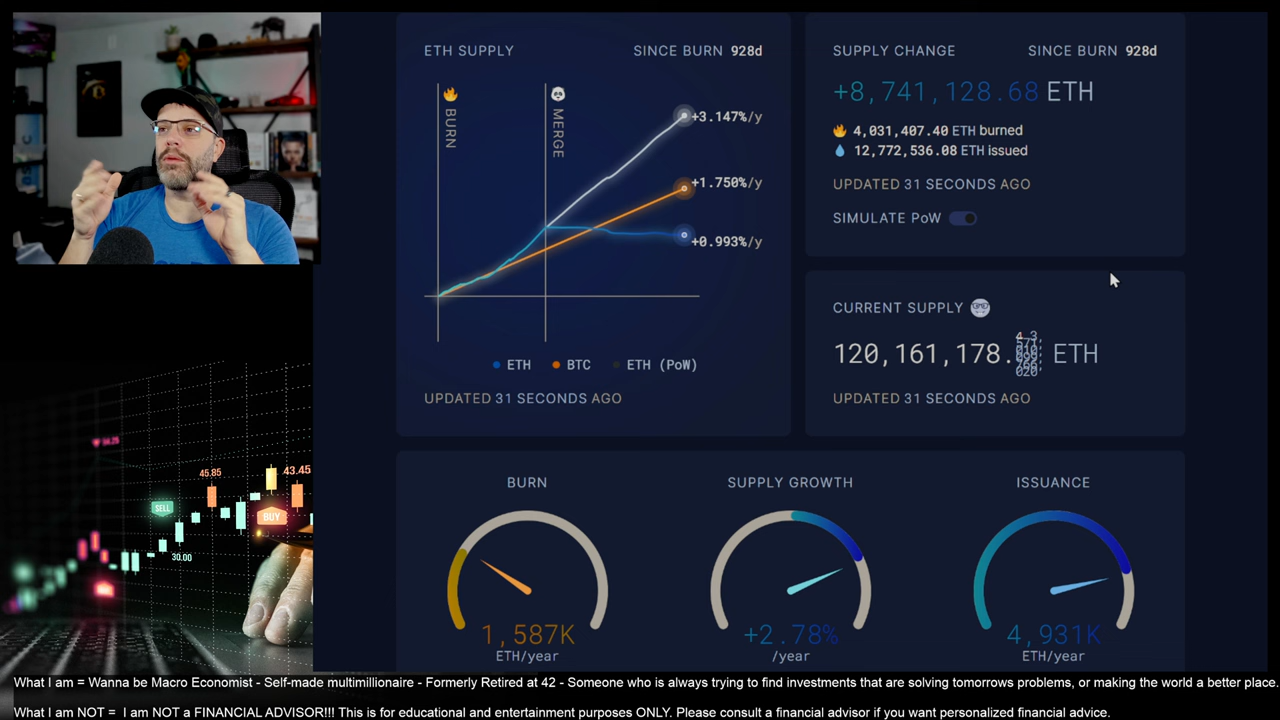 ETH SUPPLY
SINCE BURN 928d
BURN
MERGE
+3.147%/y
+1.750%/y
+0.993%/y
ETH
BTC
ETH (PoW)
UPDATED 31 SECONDS AGO
SUPPLY CHANGE
SINCE BURN 928d
+8,741,128.68 ETH
4,031,407.40 ETH burned
12,772,536.08 ETH issued
UPDATED 31 SECONDS AGO
SIMULATE PoW
CURRENT SUPPLY
120,161,178. ETH
UPDATED 31 SECONDS AGO
BURN
1,587K
ETH/year
SUPPLY GROWTH
+2.78%
/year
ISSUANCE
4,931K
ETH/year
45.85
43.45
SELL
BUY
30.00
What I am = Wanna be Macro Economist - Self-made multimillionaire - Formerly Retired at 42 - Someone who is always trying to find investments that are solving tomorrows problems, or making the world a better place.
What I am NOT = I am NOT a FINANCIAL ADVISOR!!! This is for educational and entertainment purposes ONLY. Please consult a financial advisor if you want personalized financial advice.